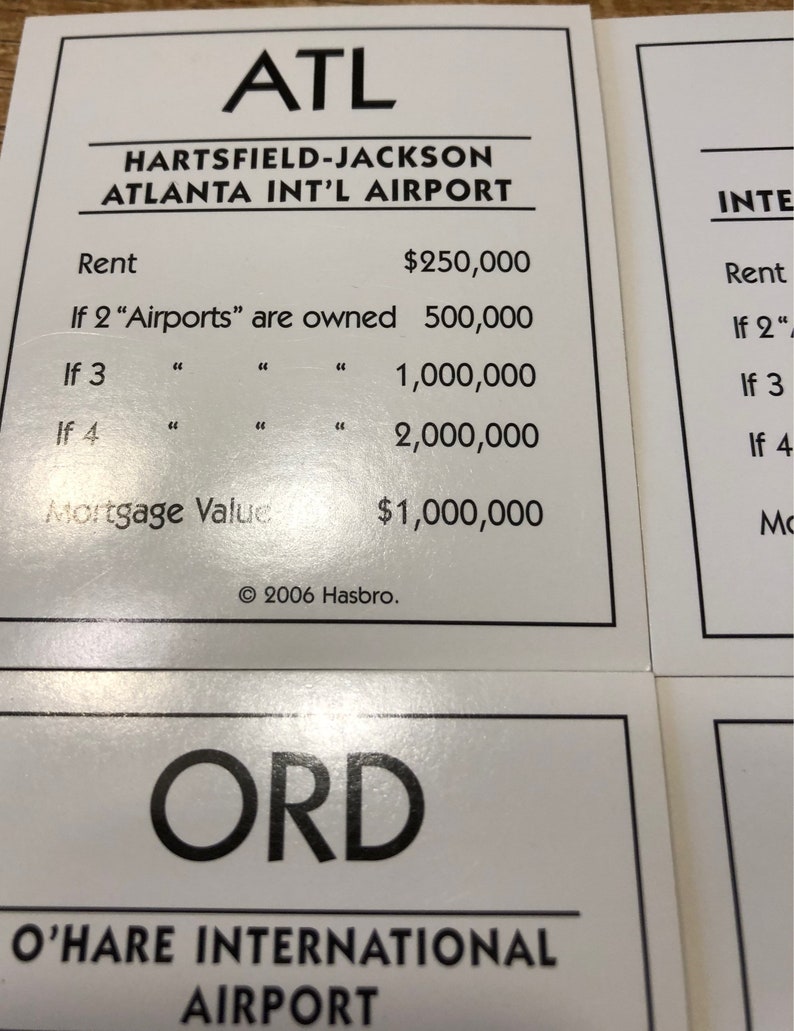 ATL
HARTSFIELD-JACKSON
ATLANTA INT'L AIRPORT
Rent $250,000
If 2 “Airports” are owned 500,000
If 3 “ “ “ 1,000,000
If 4 “ “ “ 2,000,000
Mortgage Value $1,000,000
© 2006 Hasbro.
Rent
If 2 “
If 3
If 4
ORD
O'HARE INTERNATIONAL
AIRPORT